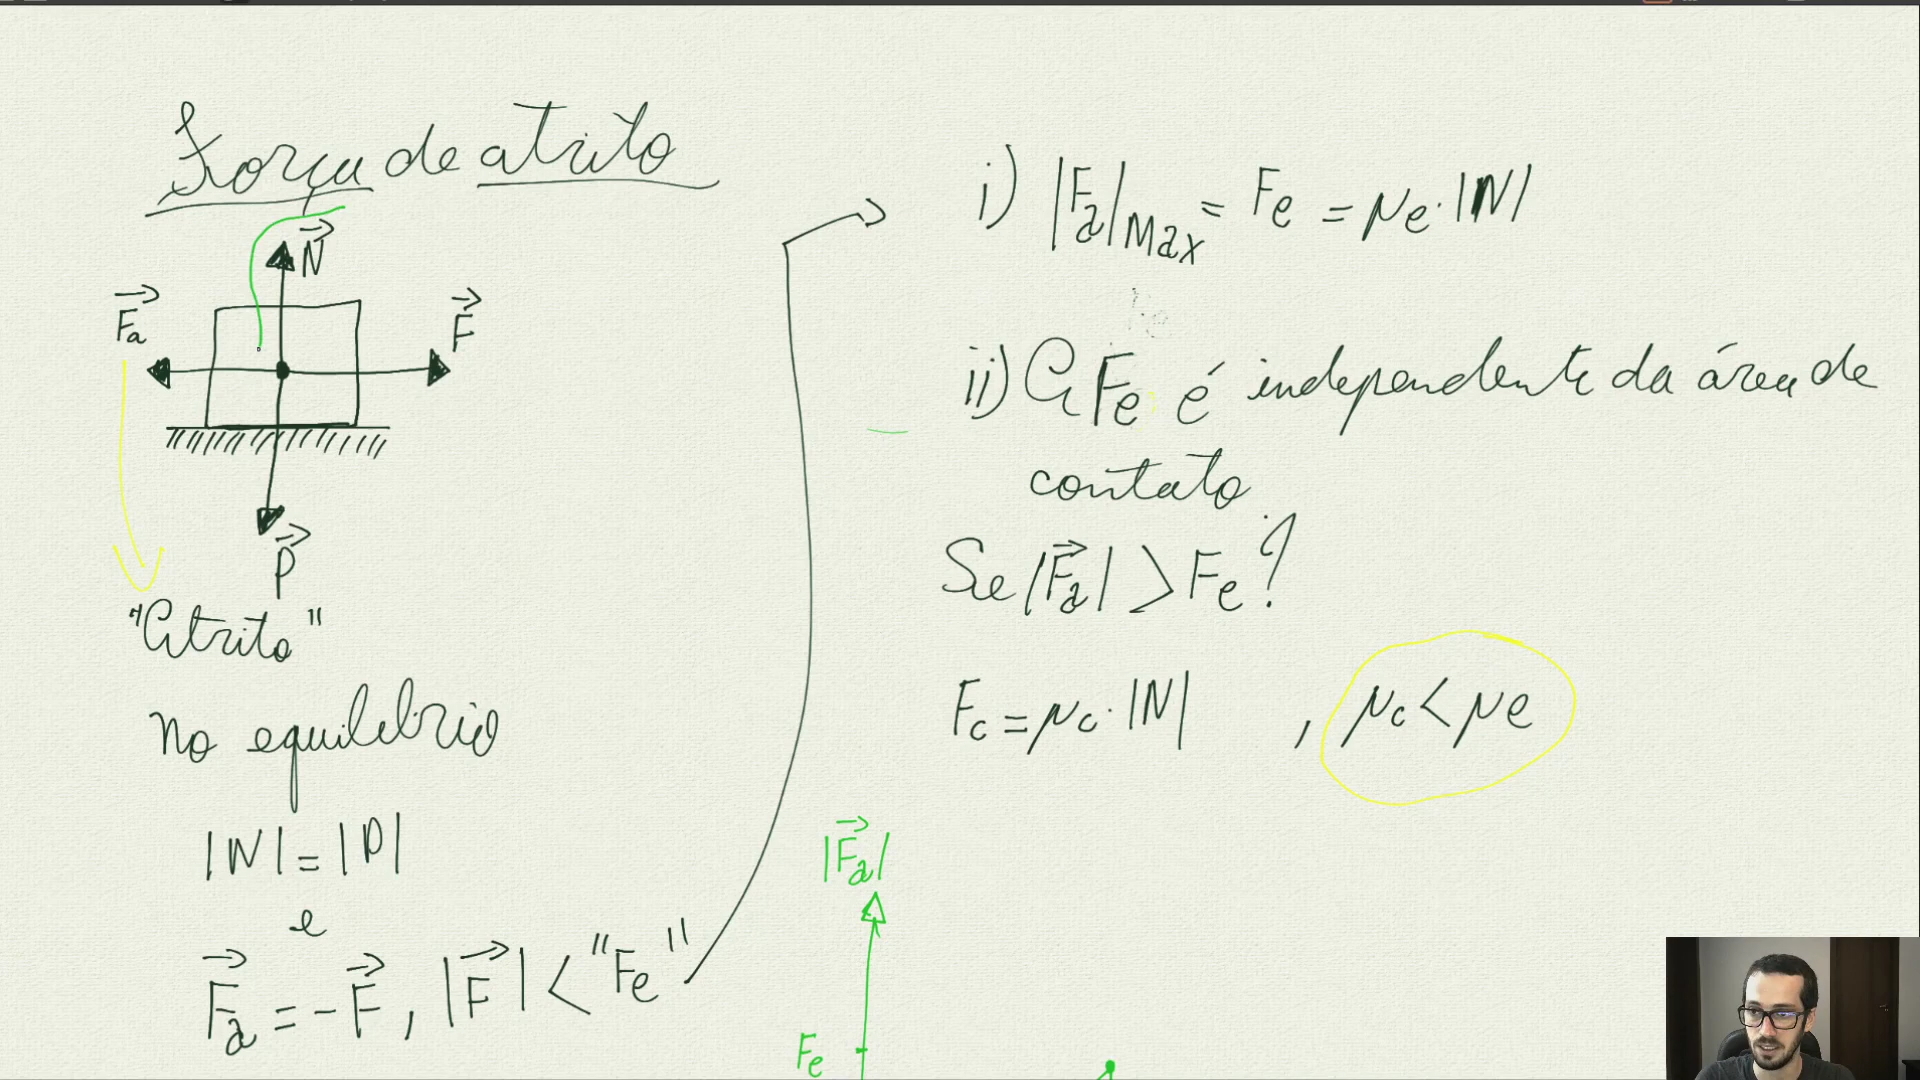 Força de atrito
N
Fa
F
P
"Atrito"
no equilíbrio
|N| = |P|
e
Fa = -F, |F| < "Fe"
i) |Fa|Max = Fe = μe·|N|
ii) A Fe é independente da área de
contato
Se |Fa| > Fe?
Fc = μc·|N| , μc < μe
|Fa|
Fe